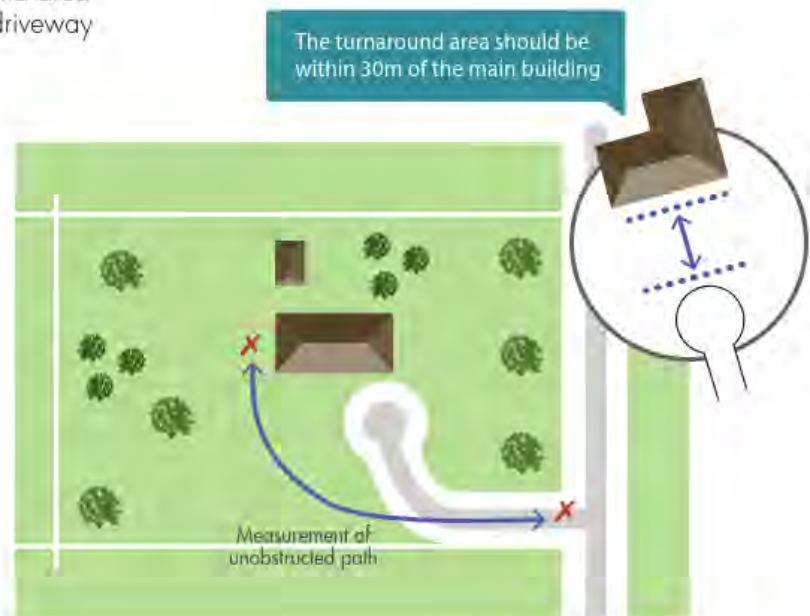 driveway
The turnaround area should be
within 30m of the main building
Measurement of
unobstructed path